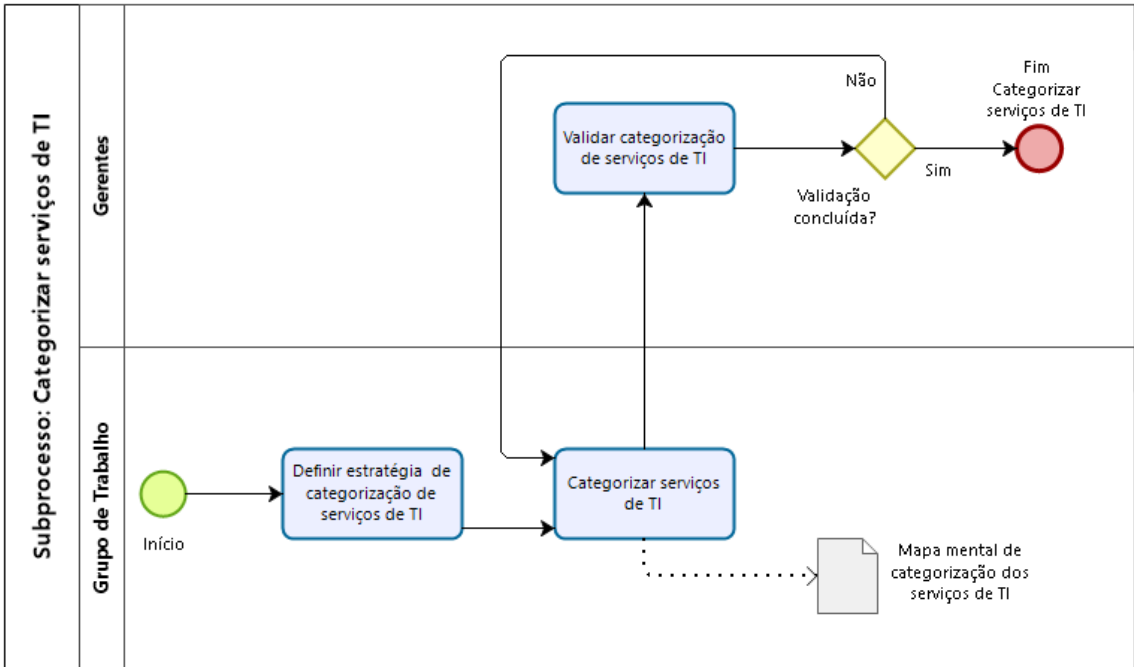 Subprocesso: Categorizar serviços de TI
Gerentes
Não
Fim
Categorizar
serviços de TI
Validar categorização
de serviços de TI
Sim
Validação
concluída?
Grupo de Trabalho
Início
Definir estratégia de
categorização de
serviços de TI
Categorizar serviços
de TI
Mapa mental de
categorização dos
serviços de TI